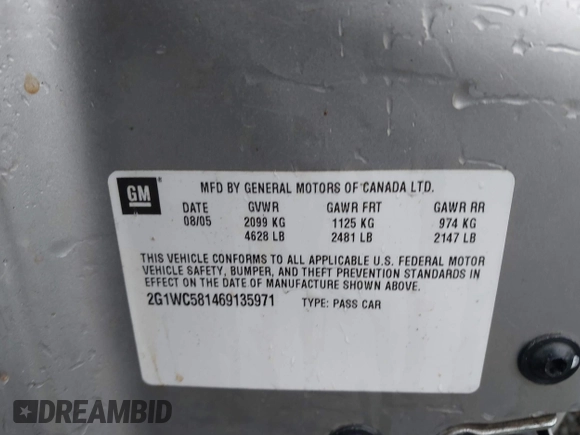 GM
MFD BY GENERAL MOTORS OF CANADA LTD.
DATE GVWR GAWR FRT GAWR RR
08/05 2099 KG 1125 KG 974 KG
4628 LB 2481 LB 2147 LB
THIS VEHICLE CONFORMS TO ALL APPLICABLE U.S. FEDERAL MOTOR
VEHICLE SAFETY, BUMPER, AND THEFT PREVENTION STANDARDS IN
EFFECT ON THE DATE OF MANUFACTURE SHOWN ABOVE.
2G1WC581469135971 TYPE: PASS CAR
DREAMBID